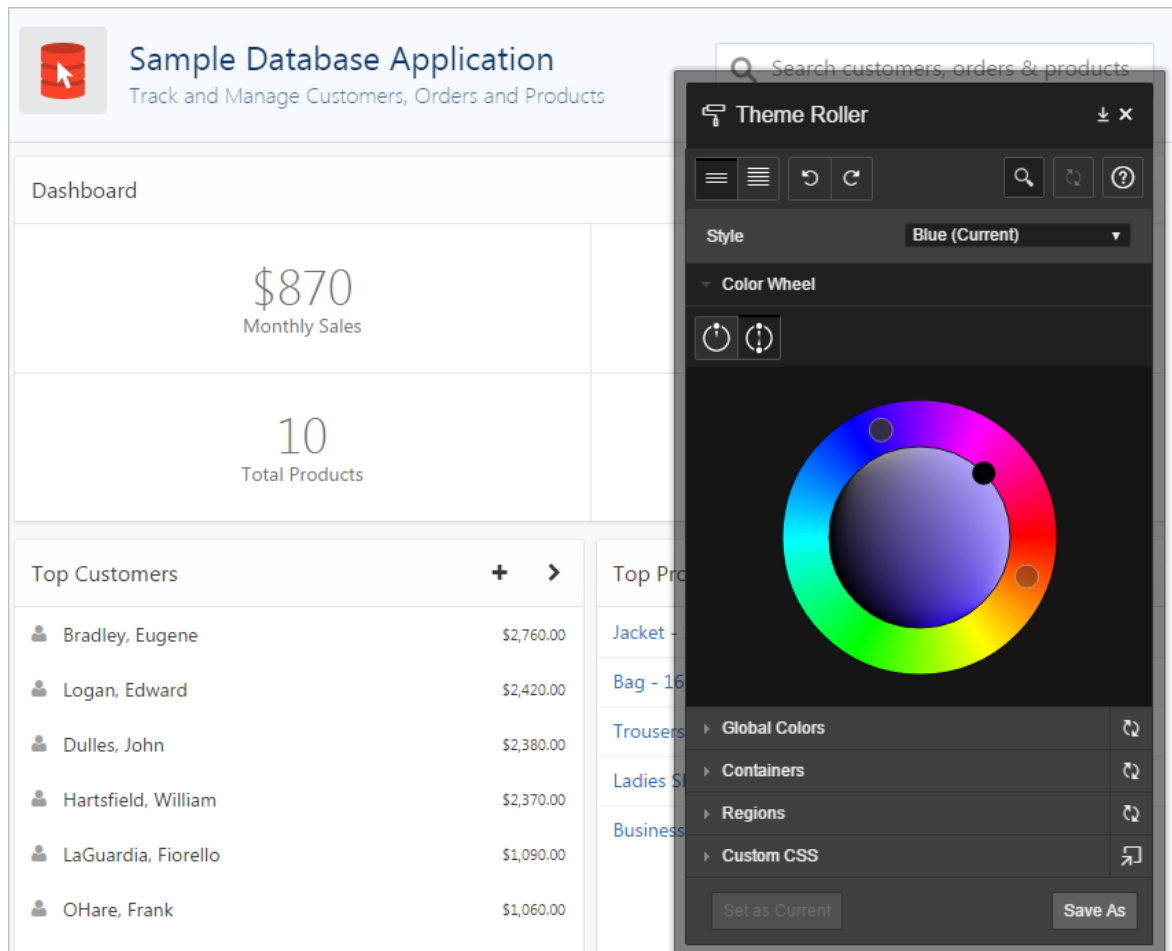 Sample Database Application
Track and Manage Customers, Orders and Products
Search customers, orders & products
Dashboard
$870
Monthly Sales
10
Total Products
Top Customers
Bradley, Eugene $2,760.00
Logan, Edward $2,420.00
Dulles, John $2,380.00
Hartsfield, William $2,370.00
LaGuardia, Fiorello $1,090.00
OHare, Frank $1,060.00
Top Pro
Jacket -
Bag - 16
Trousers
Ladies S
Business
Theme Roller
Style Blue (Current)
Color Wheel
Global Colors
Containers
Regions
Custom CSS
Set as Current Save As